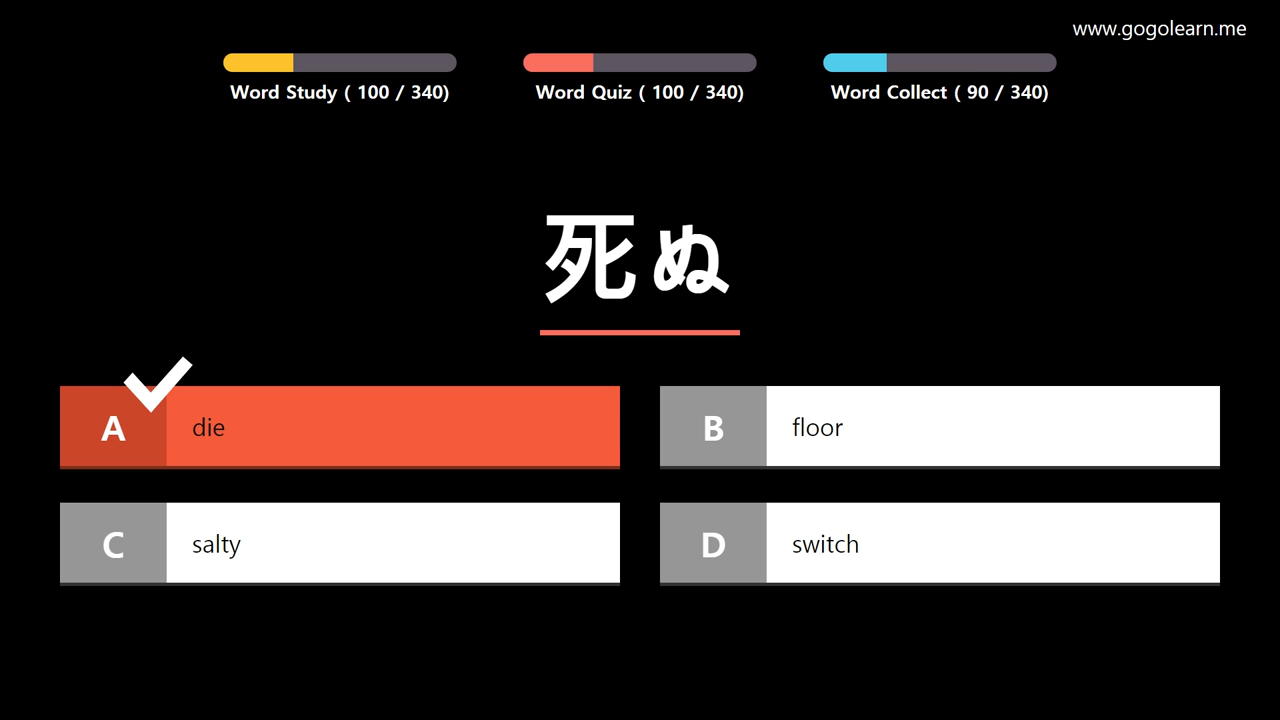 www.gogolearn.me
Word Study ( 100 / 340)
Word Quiz ( 100 / 340)
Word Collect ( 90 / 340)
死ぬ
A die
B floor
C salty
D switch